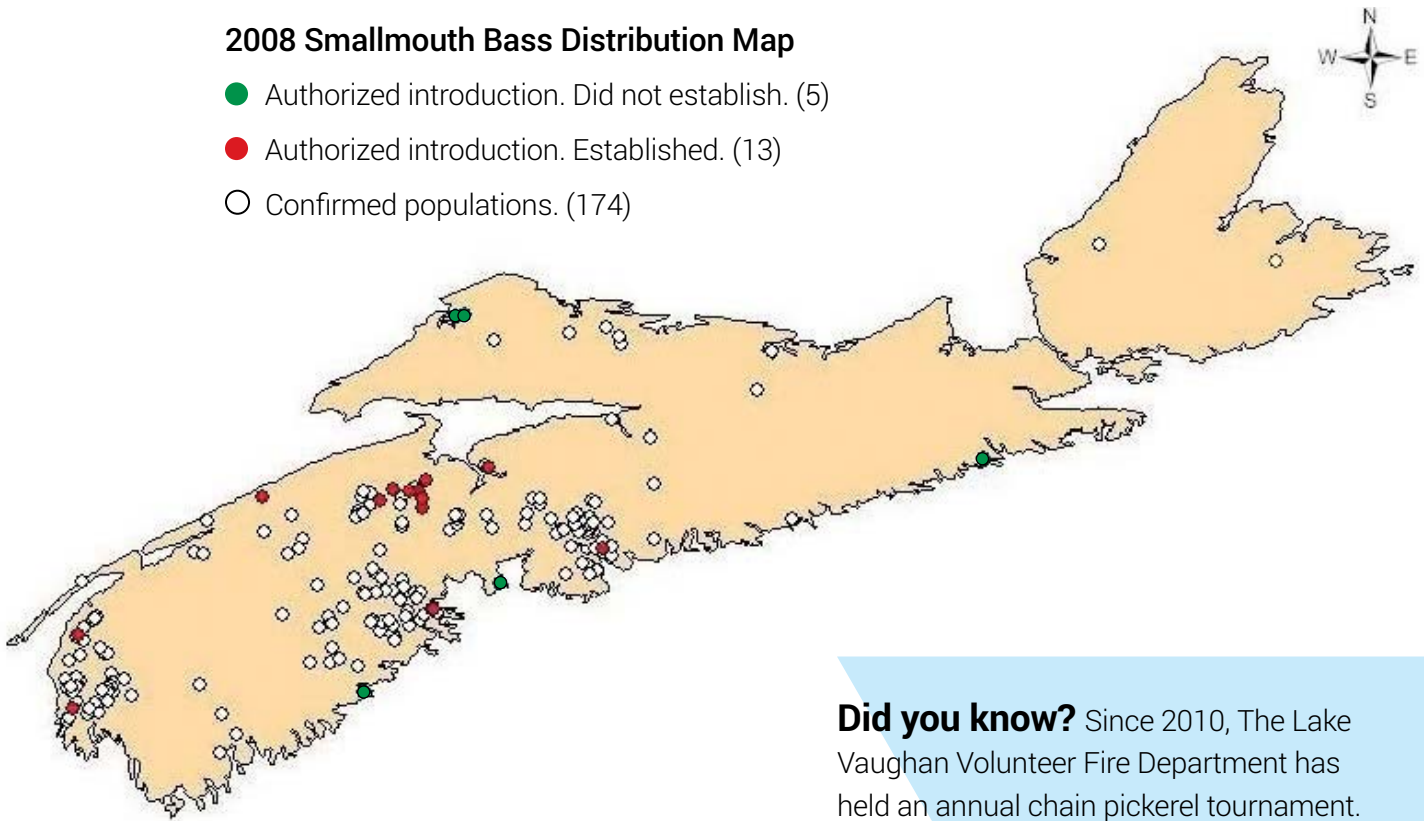 2008 Smallmouth Bass Distribution Map
Authorized introduction. Did not establish. (5)
Authorized introduction. Established. (13)
Confirmed populations. (174)
N
W E
S
Did you know? Since 2010, The Lake
Vaughan Volunteer Fire Department has
held an annual chain pickerel tournament.